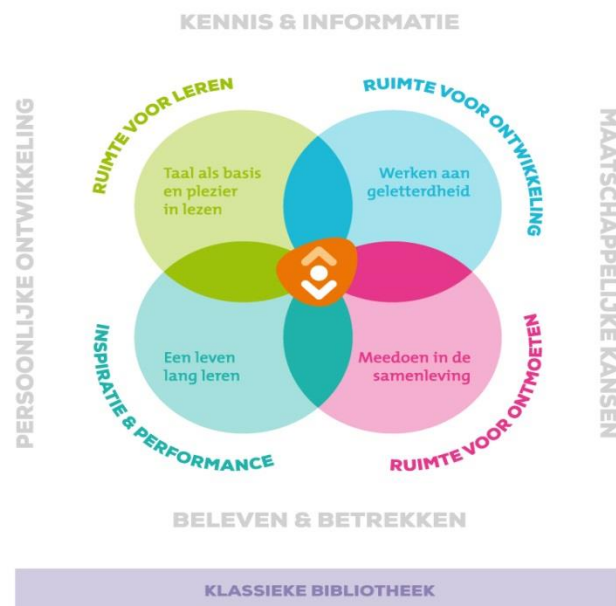 KENNIS & INFORMATIE
RUIMTE VOOR LEREN
RUIMTE VOOR ONTWIKKELING
PERSOONLIJKE ONTWIKKELING
MAATSCHAPPELIJKE KANSEN
Taal als basis
en plezier
in lezen
Werken aan
geletterdheid
Een leven
lang leren
Meedoen in de
samenleving
INSPIRATIE & PERFORMANCE
RUIMTE VOOR ONTMOETEN
BELEVEN & BETREKKEN
KLASSIEKE BIBLIOTHEEK